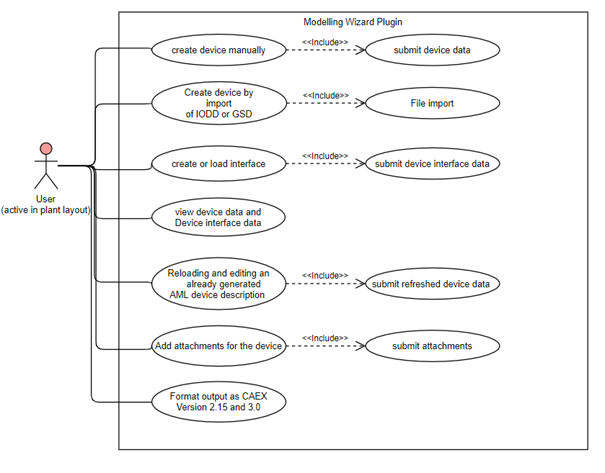 Modelling Wizard Plugin
create device manually
<<Include>>
submit device data
Create device by
import
of IODD or GSD
<<Include>>
File import
create or load interface
<<Include>>
submit device interface data
User
(active in plant layout)
view device data and
Device interface data
Reloading and editing an
already generated
AML device description
<<Include>>
submit refreshed device data
Add attachments for the device
<<Include>>
submit attachments
Format output as CAEX
Version 2.15 and 3.0